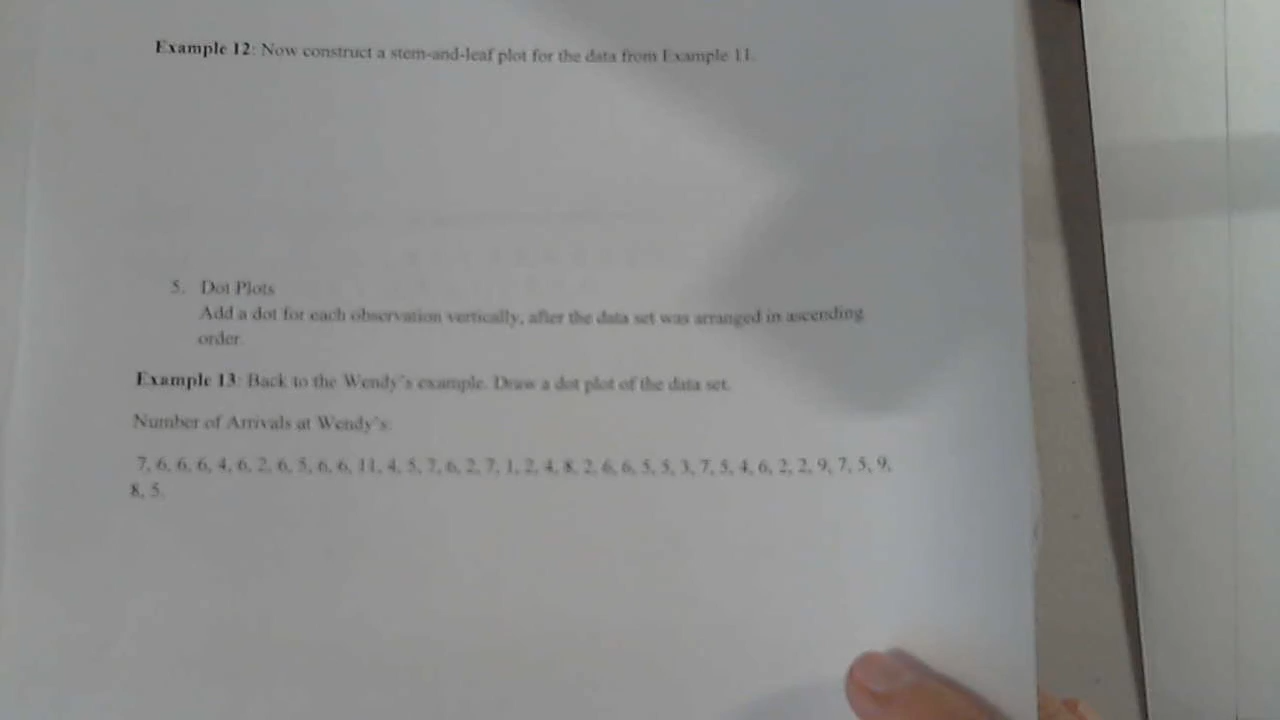 Example 12: Now construct a stem-and-leaf plot for the data from Example 11.
5. Dot Plots
Add a dot for each observation vertically, after the data set was arranged in ascending
order.
Example 13: Back to the Wendy's example. Draw a dot plot of the data set.
Number of Arrivals at Wendy's:
7, 6, 6, 6, 4, 6, 2, 6, 5, 6, 6, 11, 4, 5, 7, 6, 2, 7, 1, 2, 4, 8, 2, 6, 6, 5, 5, 3, 7, 5, 4, 6, 2, 2, 9, 7, 5, 9,
8, 5.